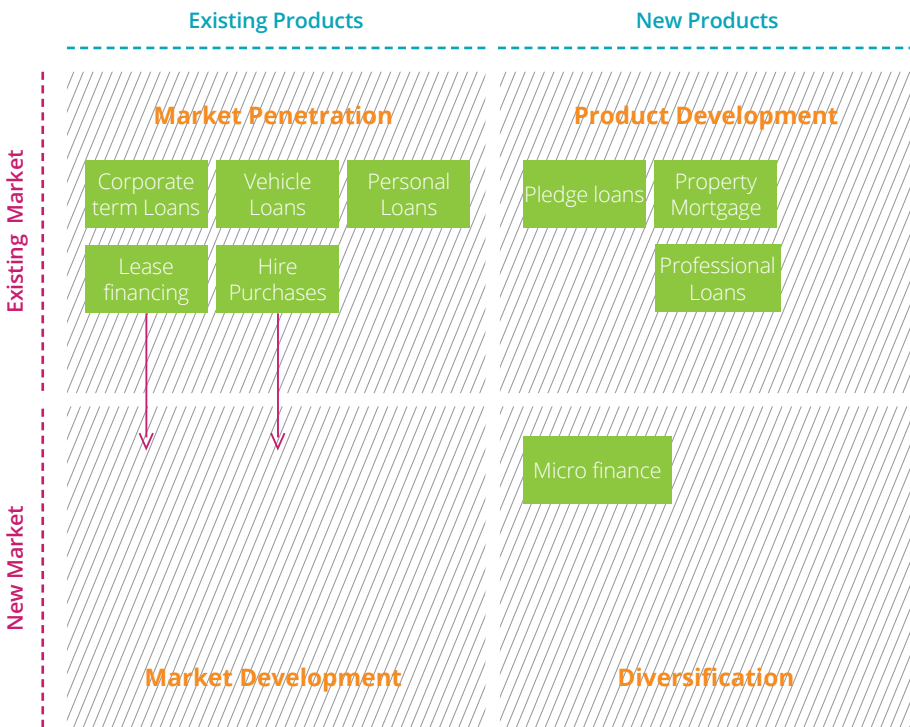 Existing Products
New Products
Existing Market
Market Penetration
Product Development
Corporate
term Loans
Vehicle
Loans
Personal
Loans
Pledge loans
Property
Mortgage
Lease
financing
Hire
Purchases
Professional
Loans
New Market
Micro finance
Market Development
Diversification